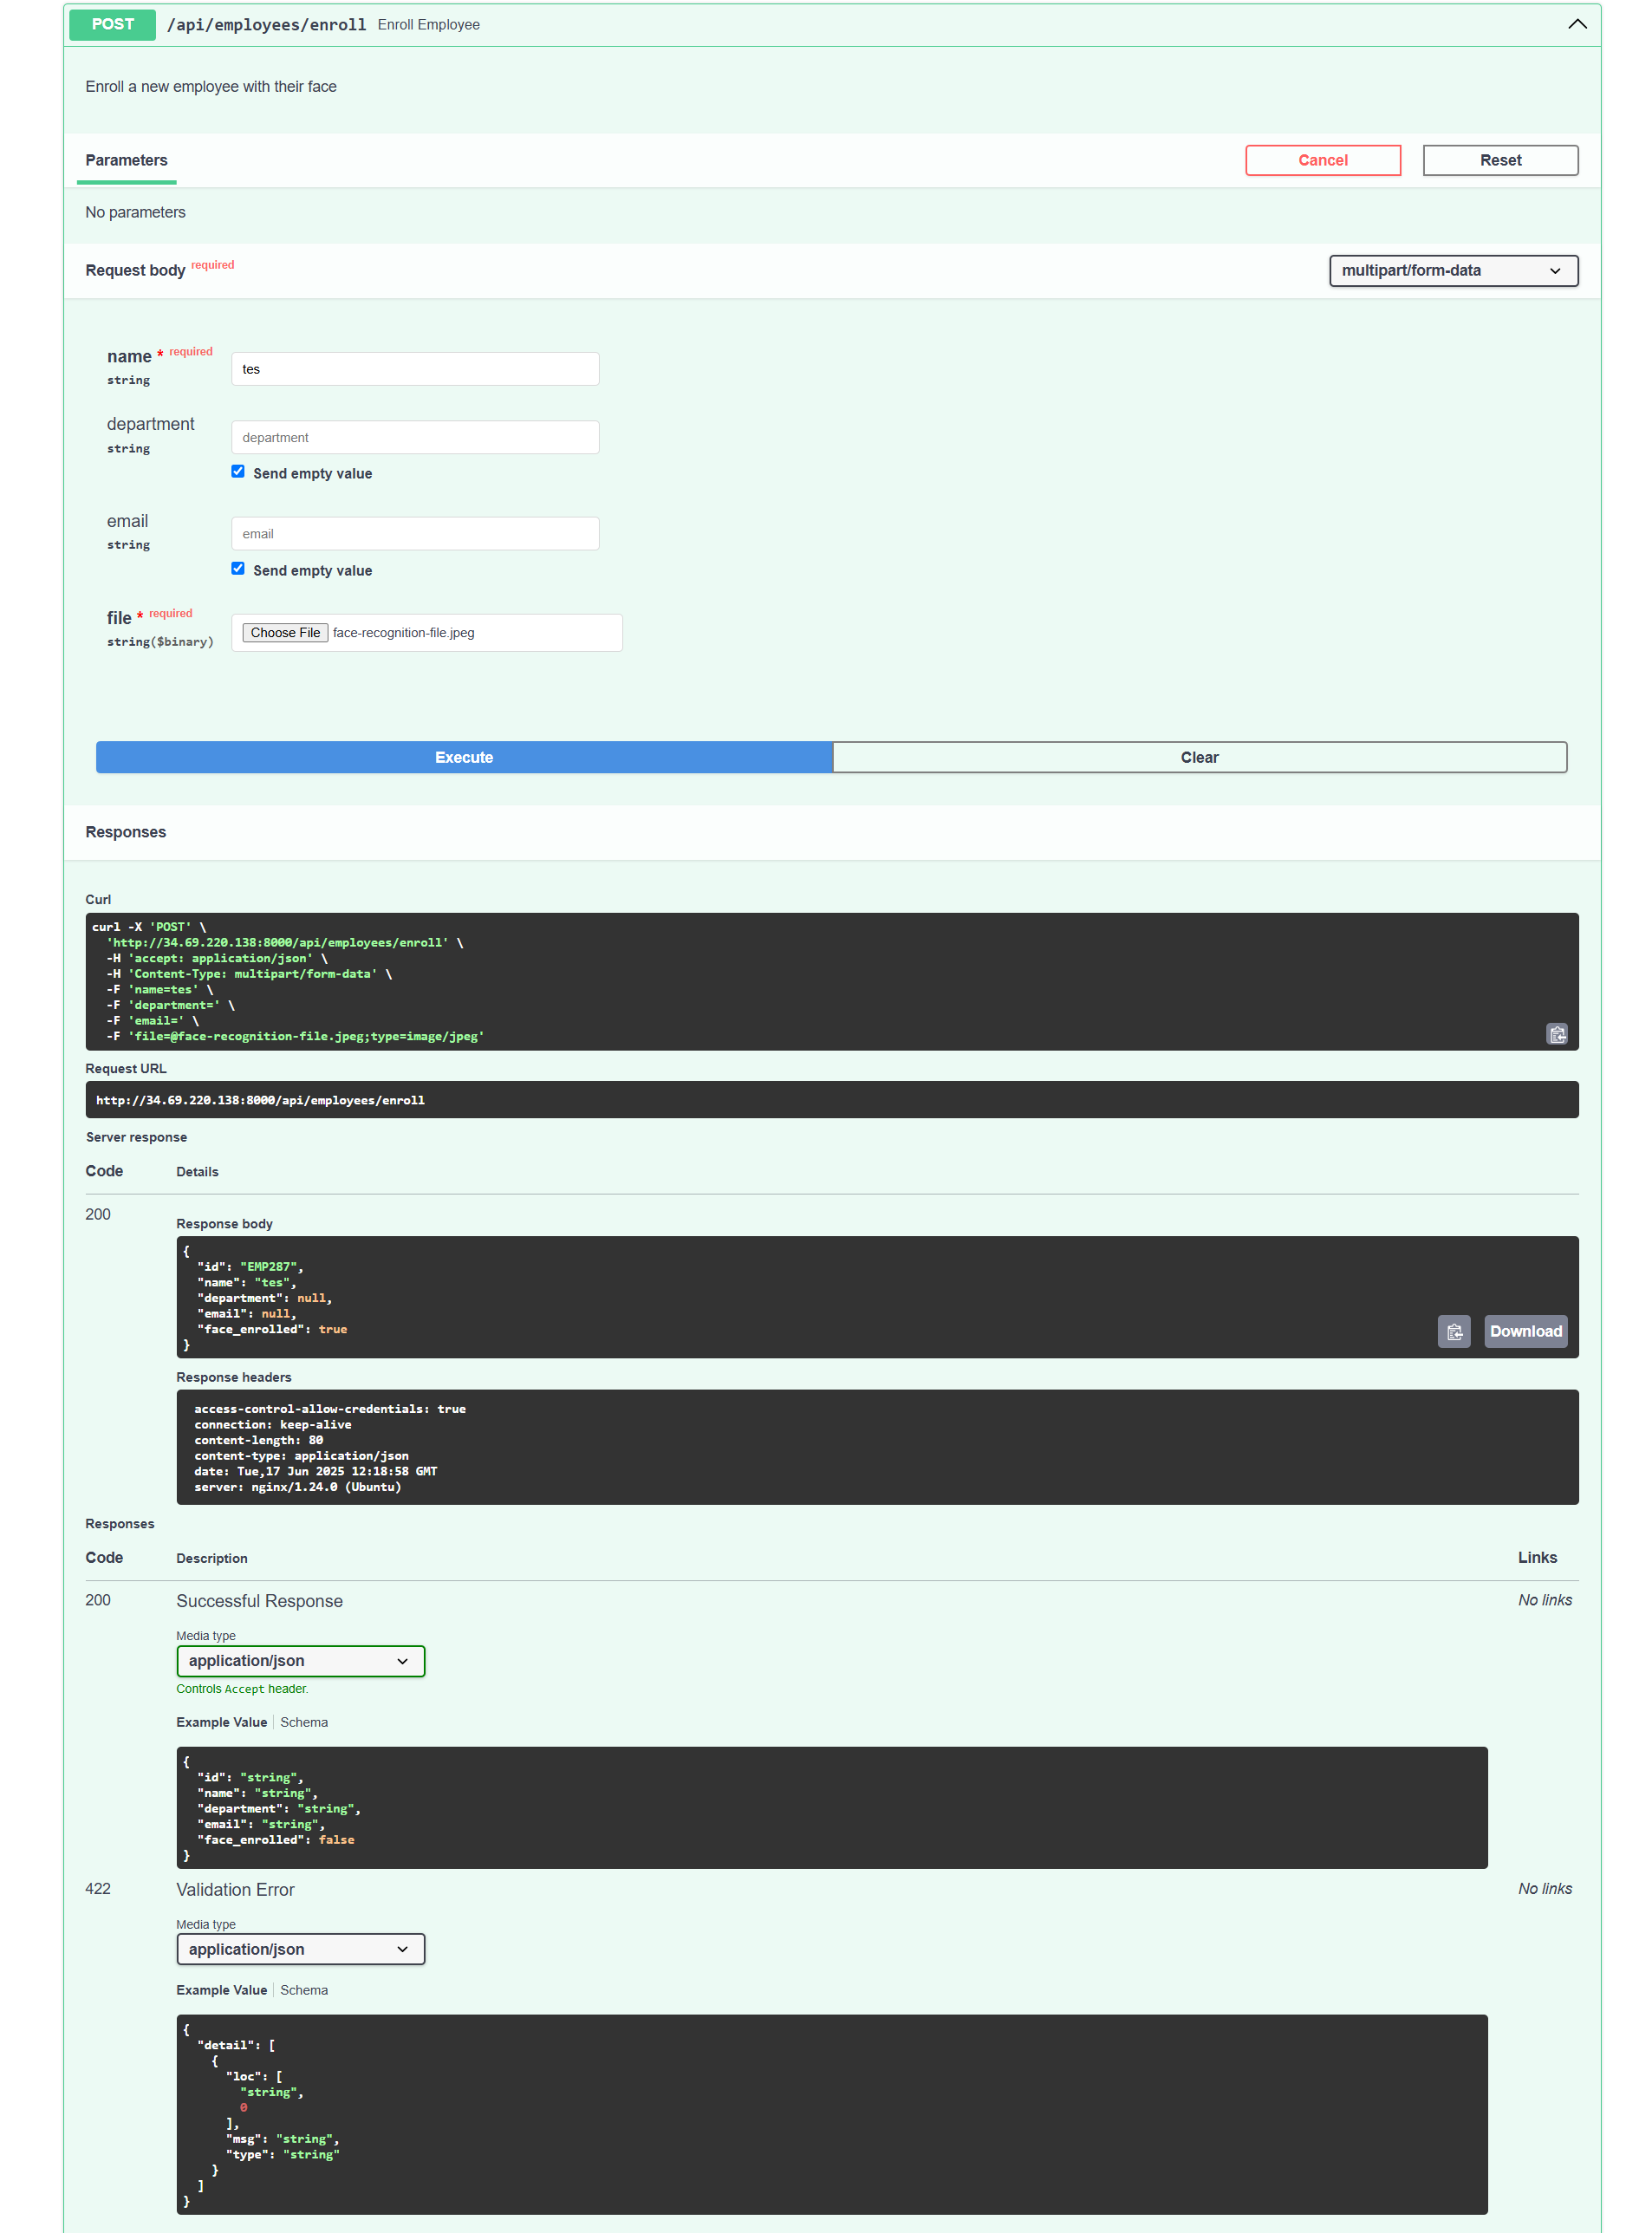 POST /api/employees/enroll Enroll Employee
Enroll a new employee with their face
Parameters
Cancel
Reset
No parameters
Request body required
multipart/form-data
name * required
string
tes
department
string
department
Send empty value
email
string
email
Send empty value
file * required
string($binary)
Choose File face-recognition-file.jpeg
Execute
Clear
Responses
Curl
curl -X 'POST' \
  'http://34.69.220.138:8000/api/employees/enroll' \
  -H 'accept: application/json' \
  -H 'Content-Type: multipart/form-data' \
  -F 'name=tes' \
  -F 'department=' \
  -F 'email=' \
  -F 'file=@face-recognition-file.jpeg;type=image/jpeg'
Request URL
http://34.69.220.138:8000/api/employees/enroll
Server response
Code Details
200
Response body
{
  "id": "EMP287",
  "name": "tes",
  "department": null,
  "email": null,
  "face_enrolled": true
}
Download
Response headers
access-control-allow-credentials: true
connection: keep-alive
content-length: 80
content-type: application/json
date: Tue,17 Jun 2025 12:18:58 GMT
server: nginx/1.24.0 (Ubuntu)
Responses
Code Description Links
200 Successful Response No links
Media type
application/json
Controls Accept header.
Example Value Schema
{
  "id": "string",
  "name": "string",
  "department": "string",
  "email": "string",
  "face_enrolled": false
}
422 Validation Error No links
Media type
application/json
Example Value Schema
{
  "detail": [
    {
      "loc": [
        "string",
        0
      ],
      "msg": "string",
      "type": "string"
    }
  ]
}